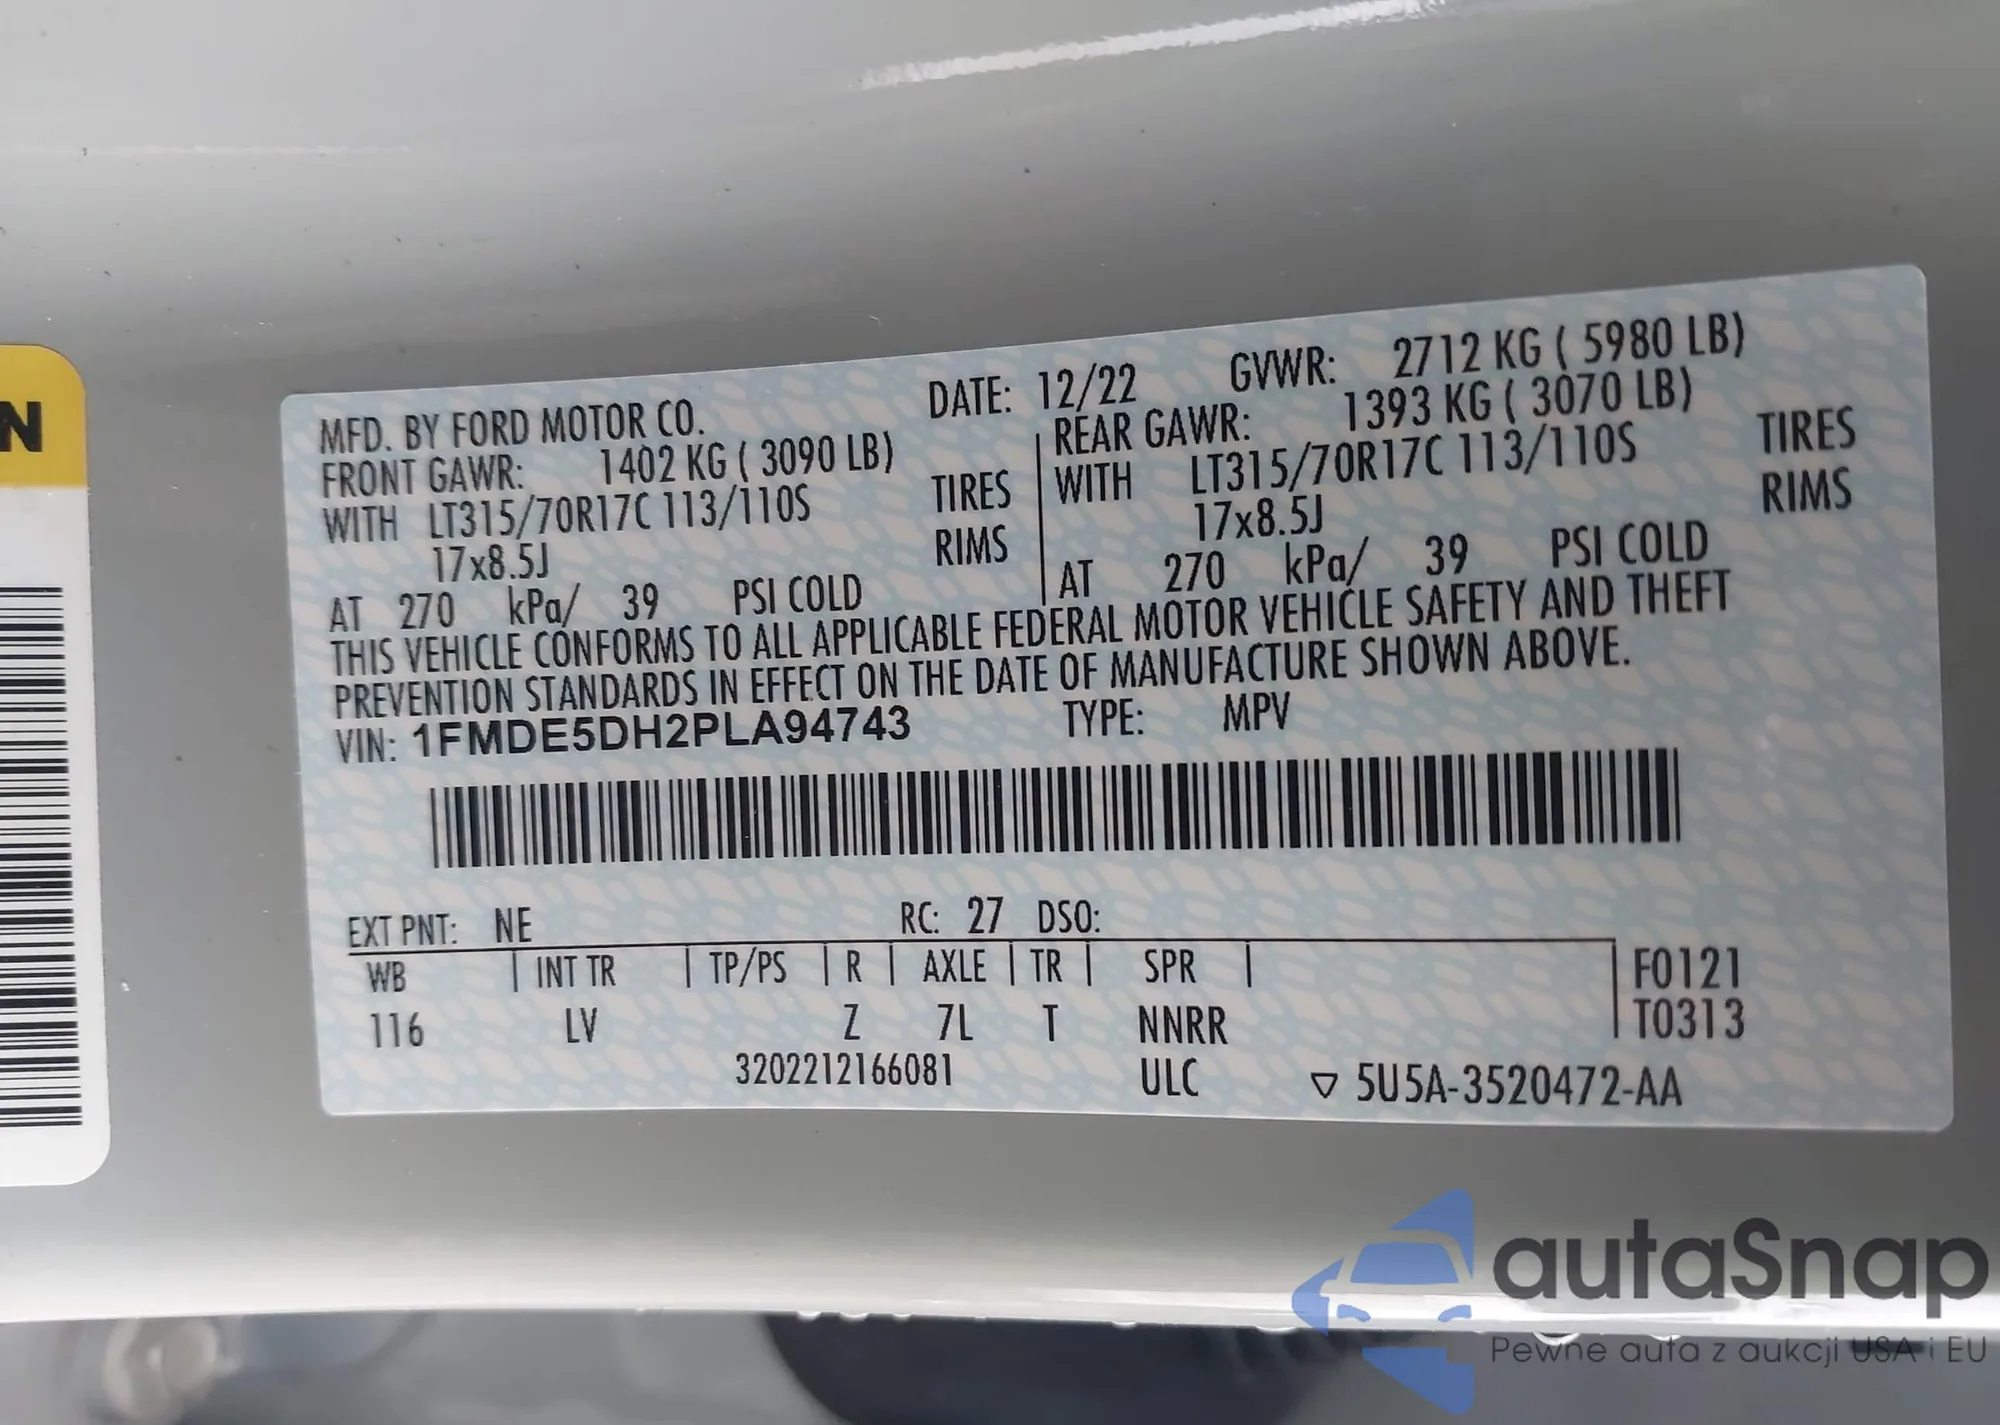 N
MFD. BY FORD MOTOR CO. DATE: 12/22 GVWR: 2712 KG ( 5980 LB)
FRONT GAWR: 1402 KG ( 3090 LB) REAR GAWR: 1393 KG ( 3070 LB)
WITH LT315/70R17C 113/110S TIRES WITH LT315/70R17C 113/110S TIRES
17x8.5J RIMS 17x8.5J RIMS
AT 270 kPa/ 39 PSI COLD AT 270 kPa/ 39 PSI COLD
THIS VEHICLE CONFORMS TO ALL APPLICABLE FEDERAL MOTOR VEHICLE SAFETY AND THEFT
PREVENTION STANDARDS IN EFFECT ON THE DATE OF MANUFACTURE SHOWN ABOVE.
VIN: 1FMDE5DH2PLA94743 TYPE: MPV
EXT PNT: NE RC: 27 DSO:
WB | INT TR | TP/PS | R | AXLE | TR | SPR | F0121
116 LV Z 7L T NNRR T0313
3202212166081 ULC ▽ 5U5A-3520472-AA
autaSnap
Pewne auta z aukcji USA i EU